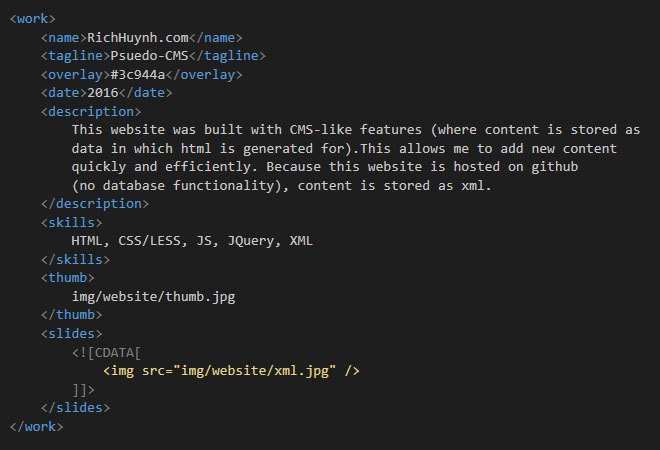 <work>
    <name>RichHuynh.com</name>
    <tagline>Psuedo-CMS</tagline>
    <overlay>#3c944a</overlay>
    <date>2016</date>
    <description>
        This website was built with CMS-like features (where content is stored as
        data in which html is generated for).This allows me to add new content
        quickly and efficiently. Because this website is hosted on github
        (no database functionality), content is stored as xml.
    </description>
    <skills>
        HTML, CSS/LESS, JS, JQuery, XML
    </skills>
    <thumb>
        img/website/thumb.jpg
    </thumb>
    <slides>
        <![CDATA[
            <img src="img/website/xml.jpg" />
        ]]>
    </slides>
</work>